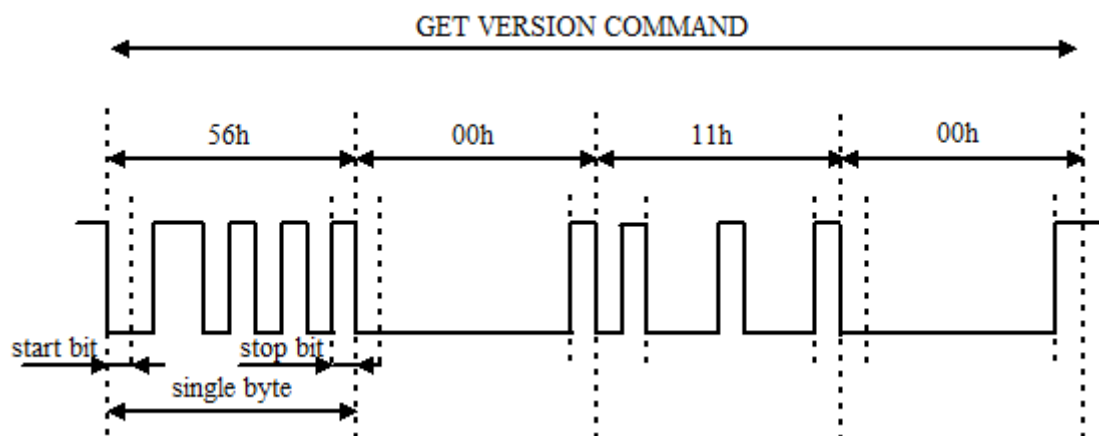 GET VERSION COMMAND
56h
00h
11h
00h
start bit
stop bit
single byte